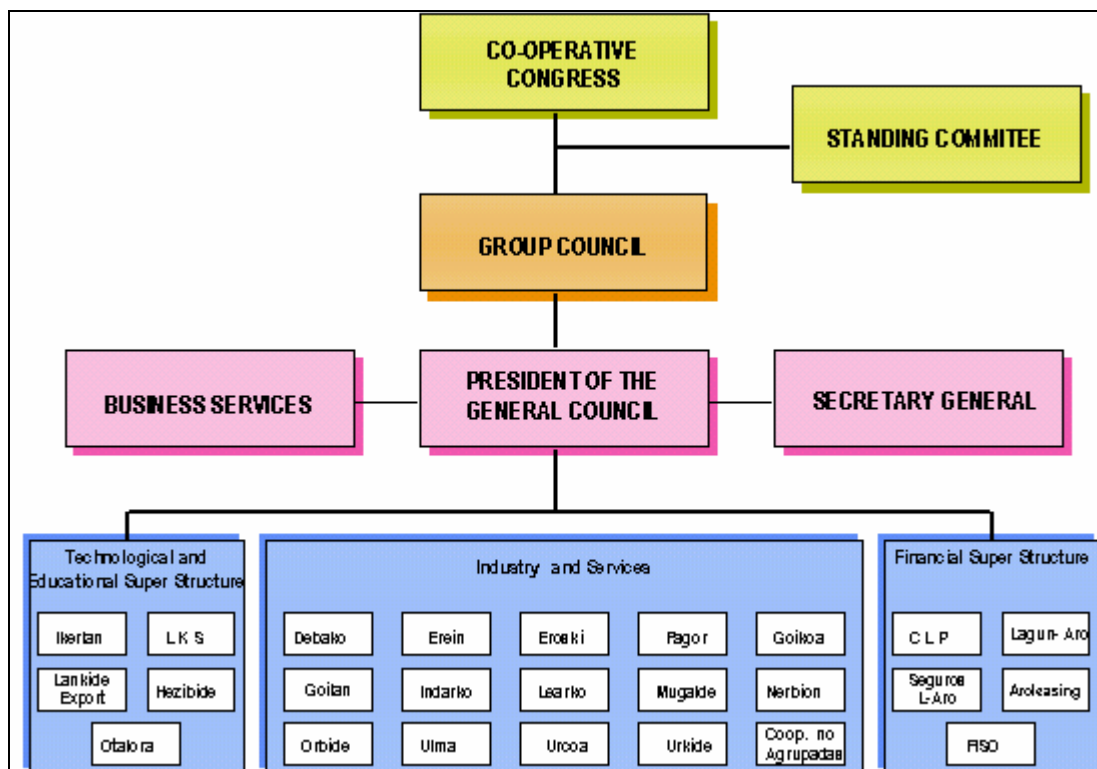 CO-OPERATIVE
CONGRESS
STANDING COMMITEE
GROUP COUNCIL
BUSINESS SERVICES
PRESIDENT OF THE
GENERAL COUNCIL
SECRETARY GENERAL
Technological and
Educational Super Structure
Ikerlan
L K S
Lankide
Export
Hezibide
Otalora
Industry and Services
Debako
Erein
Eroski
Fagor
Goikoa
Goilan
Indarko
Learko
Mugalde
Nerbion
Orbide
Ulma
Urcoa
Urkide
Coop. no
Agrupadas
Financial Super Structure
C L P
Lagun-Aro
Seguros
L-Aro
Aroleasing
FISO